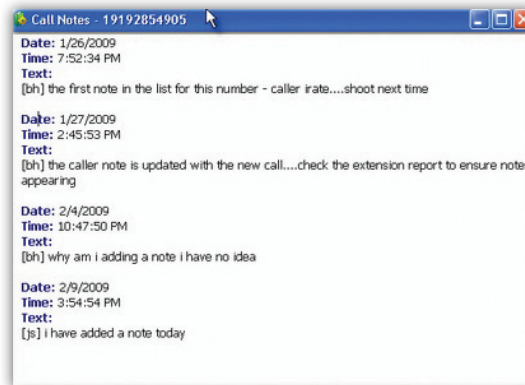 Call Notes - 19192854905
Date: 1/26/2009
Time: 7:52:34 PM
Text:
[bh] the first note in the list for this number - caller irate....shoot next time
Date: 1/27/2009
Time: 2:45:53 PM
Text:
[bh] the caller note is updated with the new call....check the extension report to ensure note
appearing
Date: 2/4/2009
Time: 10:47:50 PM
Text:
[bh] why am i adding a note i have no idea
Date: 2/9/2009
Time: 3:54:54 PM
Text:
[js] i have added a note today